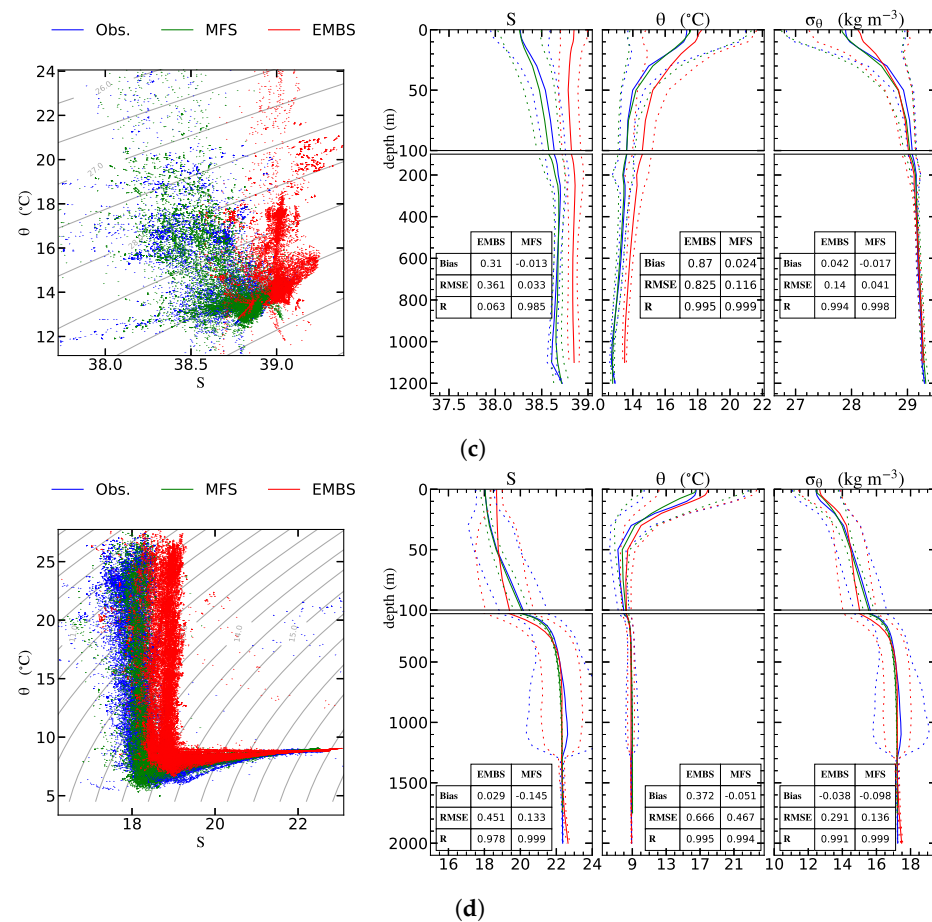 Obs. MFS EMBS
S θ (°C) σθ (kg m−3)
24 22 20 18 16 14 12
θ (°C)
26.0
27.0
38.0 38.5 39.0
S
0 50 100
depth (m)
100 200 400 600 800 1000 1200
EMBS MFS
Bias 0.31 -0.013
RMSE 0.361 0.033
R 0.063 0.985
EMBS MFS
Bias 0.87 0.024
RMSE 0.825 0.116
R 0.995 0.999
EMBS MFS
Bias 0.042 -0.017
RMSE 0.14 0.041
R 0.994 0.998
37.5 38.0 38.5 39.0
14 16 18 20 22
27 28 29
(c)
Obs. MFS EMBS
S θ (°C) σθ (kg m−3)
25 20 15 10 5
θ (°C)
14.0
15.0
18 20 22
S
0 50 100
depth (m)
500 1000 1500 2000
EMBS MFS
Bias 0.029 -0.145
RMSE 0.451 0.133
R 0.978 0.999
EMBS MFS
Bias 0.372 -0.051
RMSE 0.666 0.467
R 0.995 0.994
EMBS MFS
Bias -0.038 -0.098
RMSE 0.291 0.136
R 0.991 0.999
16 18 20 22 24
9 13 17 21
10 12 14 16 18
(d)